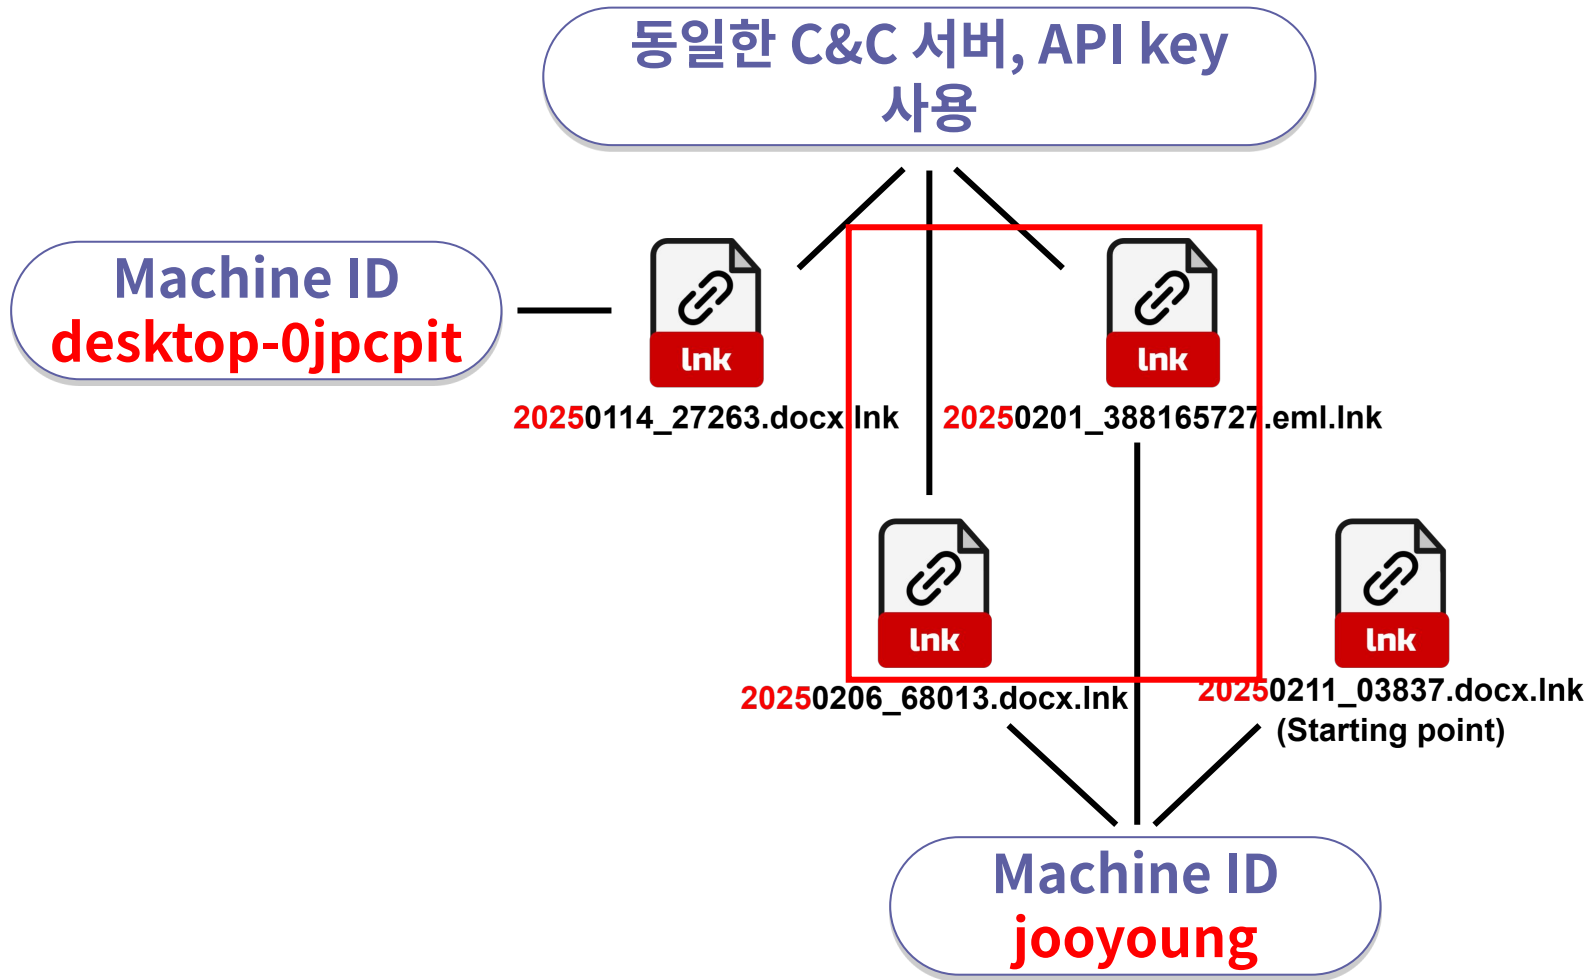 동일한 C&C 서버, API key
사용
Machine ID
desktop-0jpcpit
lnk
lnk
20250114_27263.docx.lnk
20250201_388165727.eml.lnk
lnk
lnk
20250206_68013.docx.lnk
20250211_03837.docx.lnk
(Starting point)
Machine ID
jooyoung